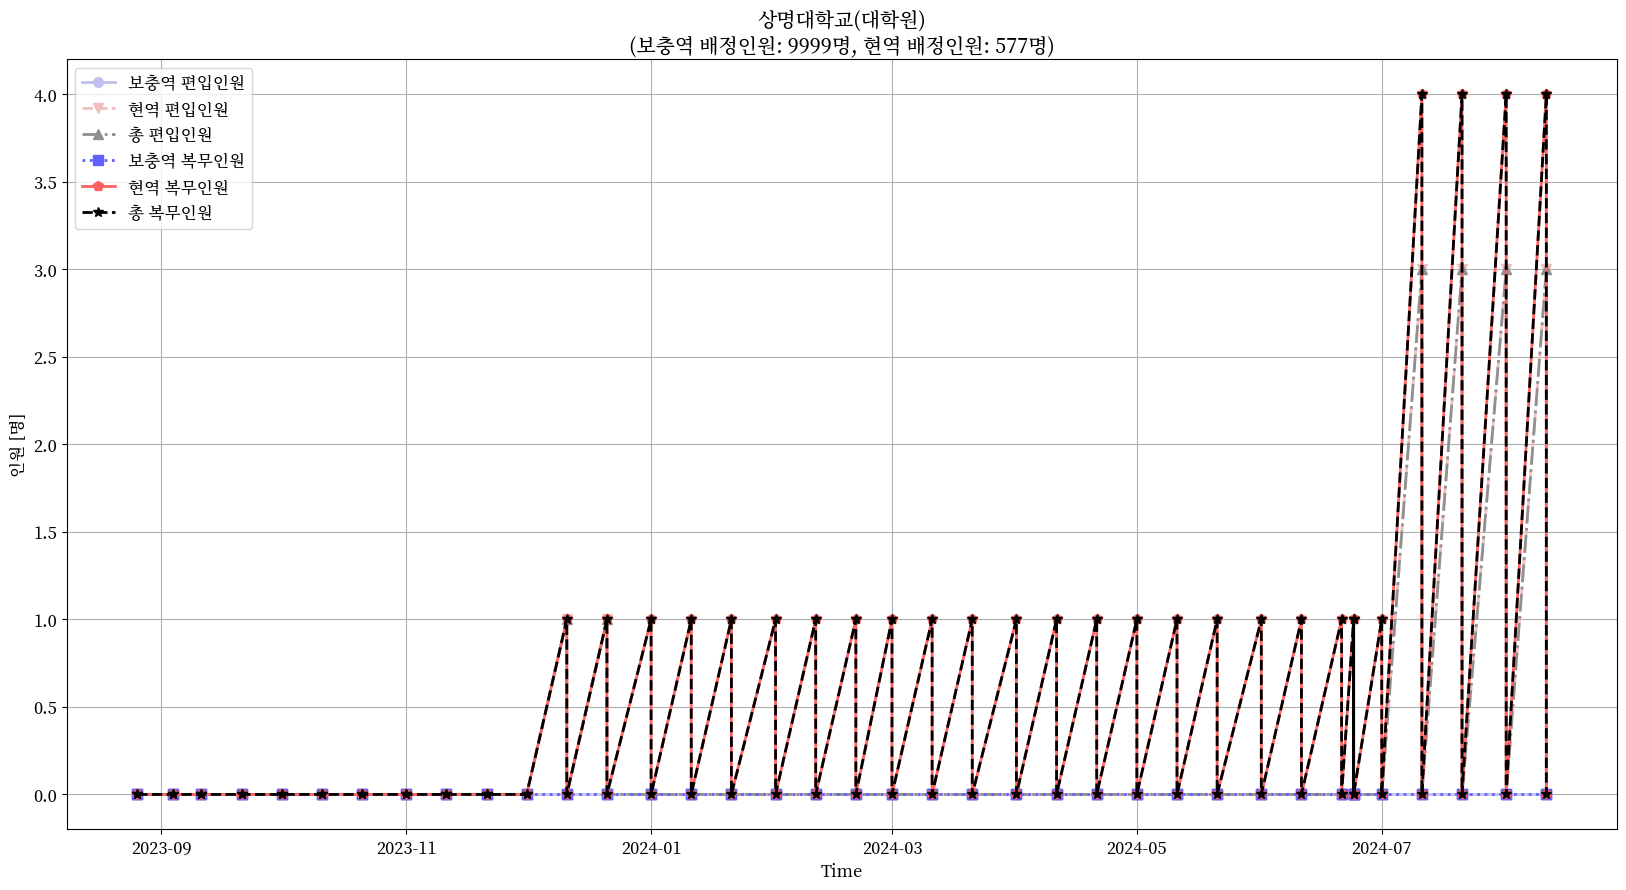 상명대학교(대학원)
(보충역 배정인원: 9999명, 현역 배정인원: 577명)
보충역 편입인원
현역 편입인원
총 편입인원
보충역 복무인원
현역 복무인원
총 복무인원
4.0
3.5
3.0
2.5
2.0
1.5
1.0
0.5
0.0
인원 [명]
2023-09 2023-11 2024-01 2024-03 2024-05 2024-07
Time